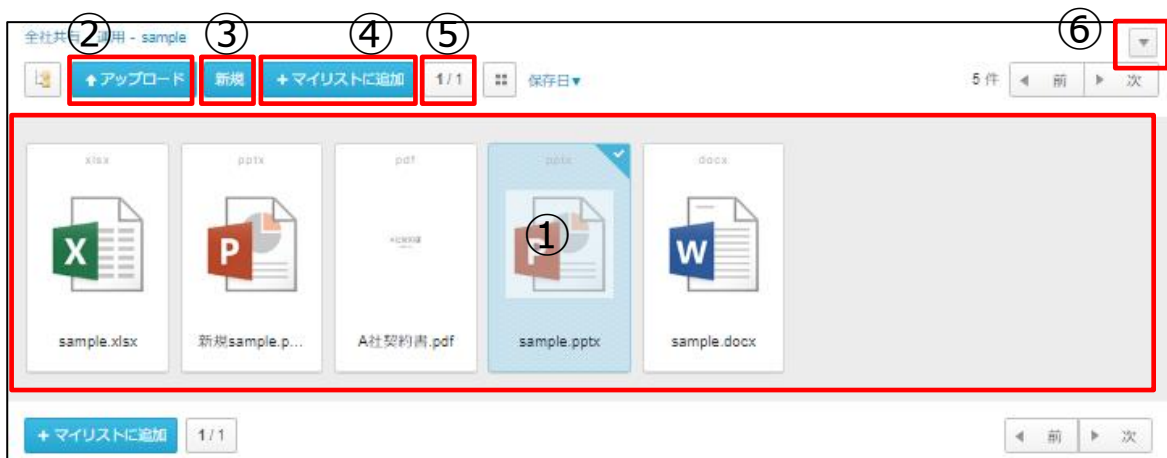 ② ③ ④ ⑤ ⑥
全社共有 運用 - sample
アップロード 新規 +マイリストに追加 1 / 1 保存日▼ 5 件 前 次
xlsx pptx pdf pptx docx
X P ① W
sample.xlsx 新規sample.p... A社契約書.pdf sample.pptx sample.docx
+マイリストに追加 1 / 1 前 次